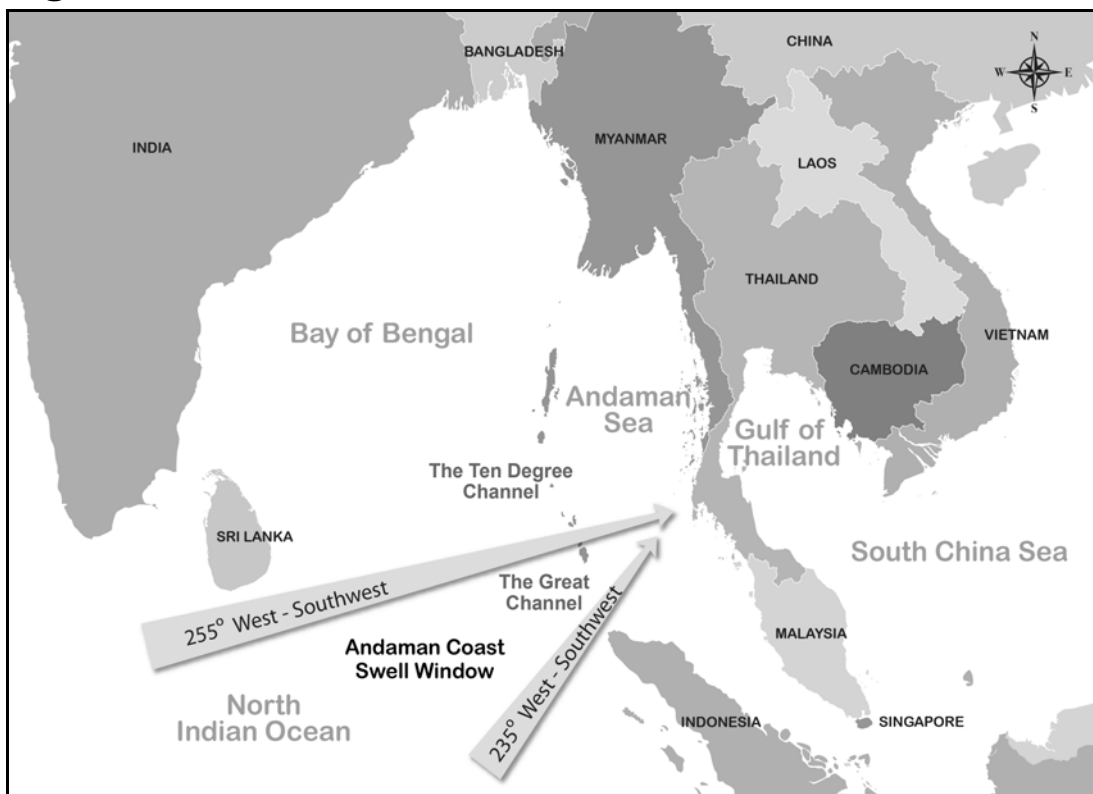 CHINA
BANGLADESH
N
W
E
S
INDIA
MYANMAR
LAOS
THAILAND
Bay of Bengal
VIETNAM
CAMBODIA
Andaman
Sea
Gulf of
Thailand
The Ten Degree
Channel
SRI LANKA
South China Sea
The Great
Channel
255° West - Southwest
235° West - Southwest
MALAYSIA
Andaman Coast
Swell Window
North
Indian Ocean
INDONESIA
SINGAPORE